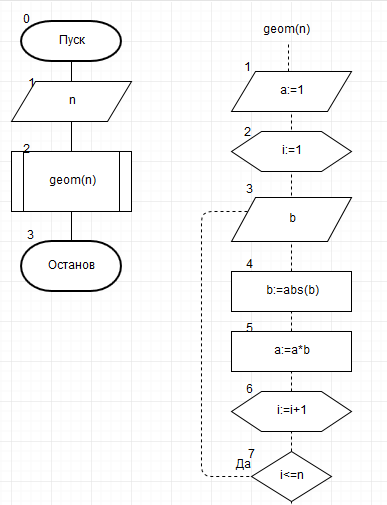 0
Пуск
1
n
2
geom(n)
3
Останов
geom(n)
1
a:=1
2
i:=1
3
b
4
b:=abs(b)
5
a:=a*b
6
i:=i+1
7
Да
i<=n